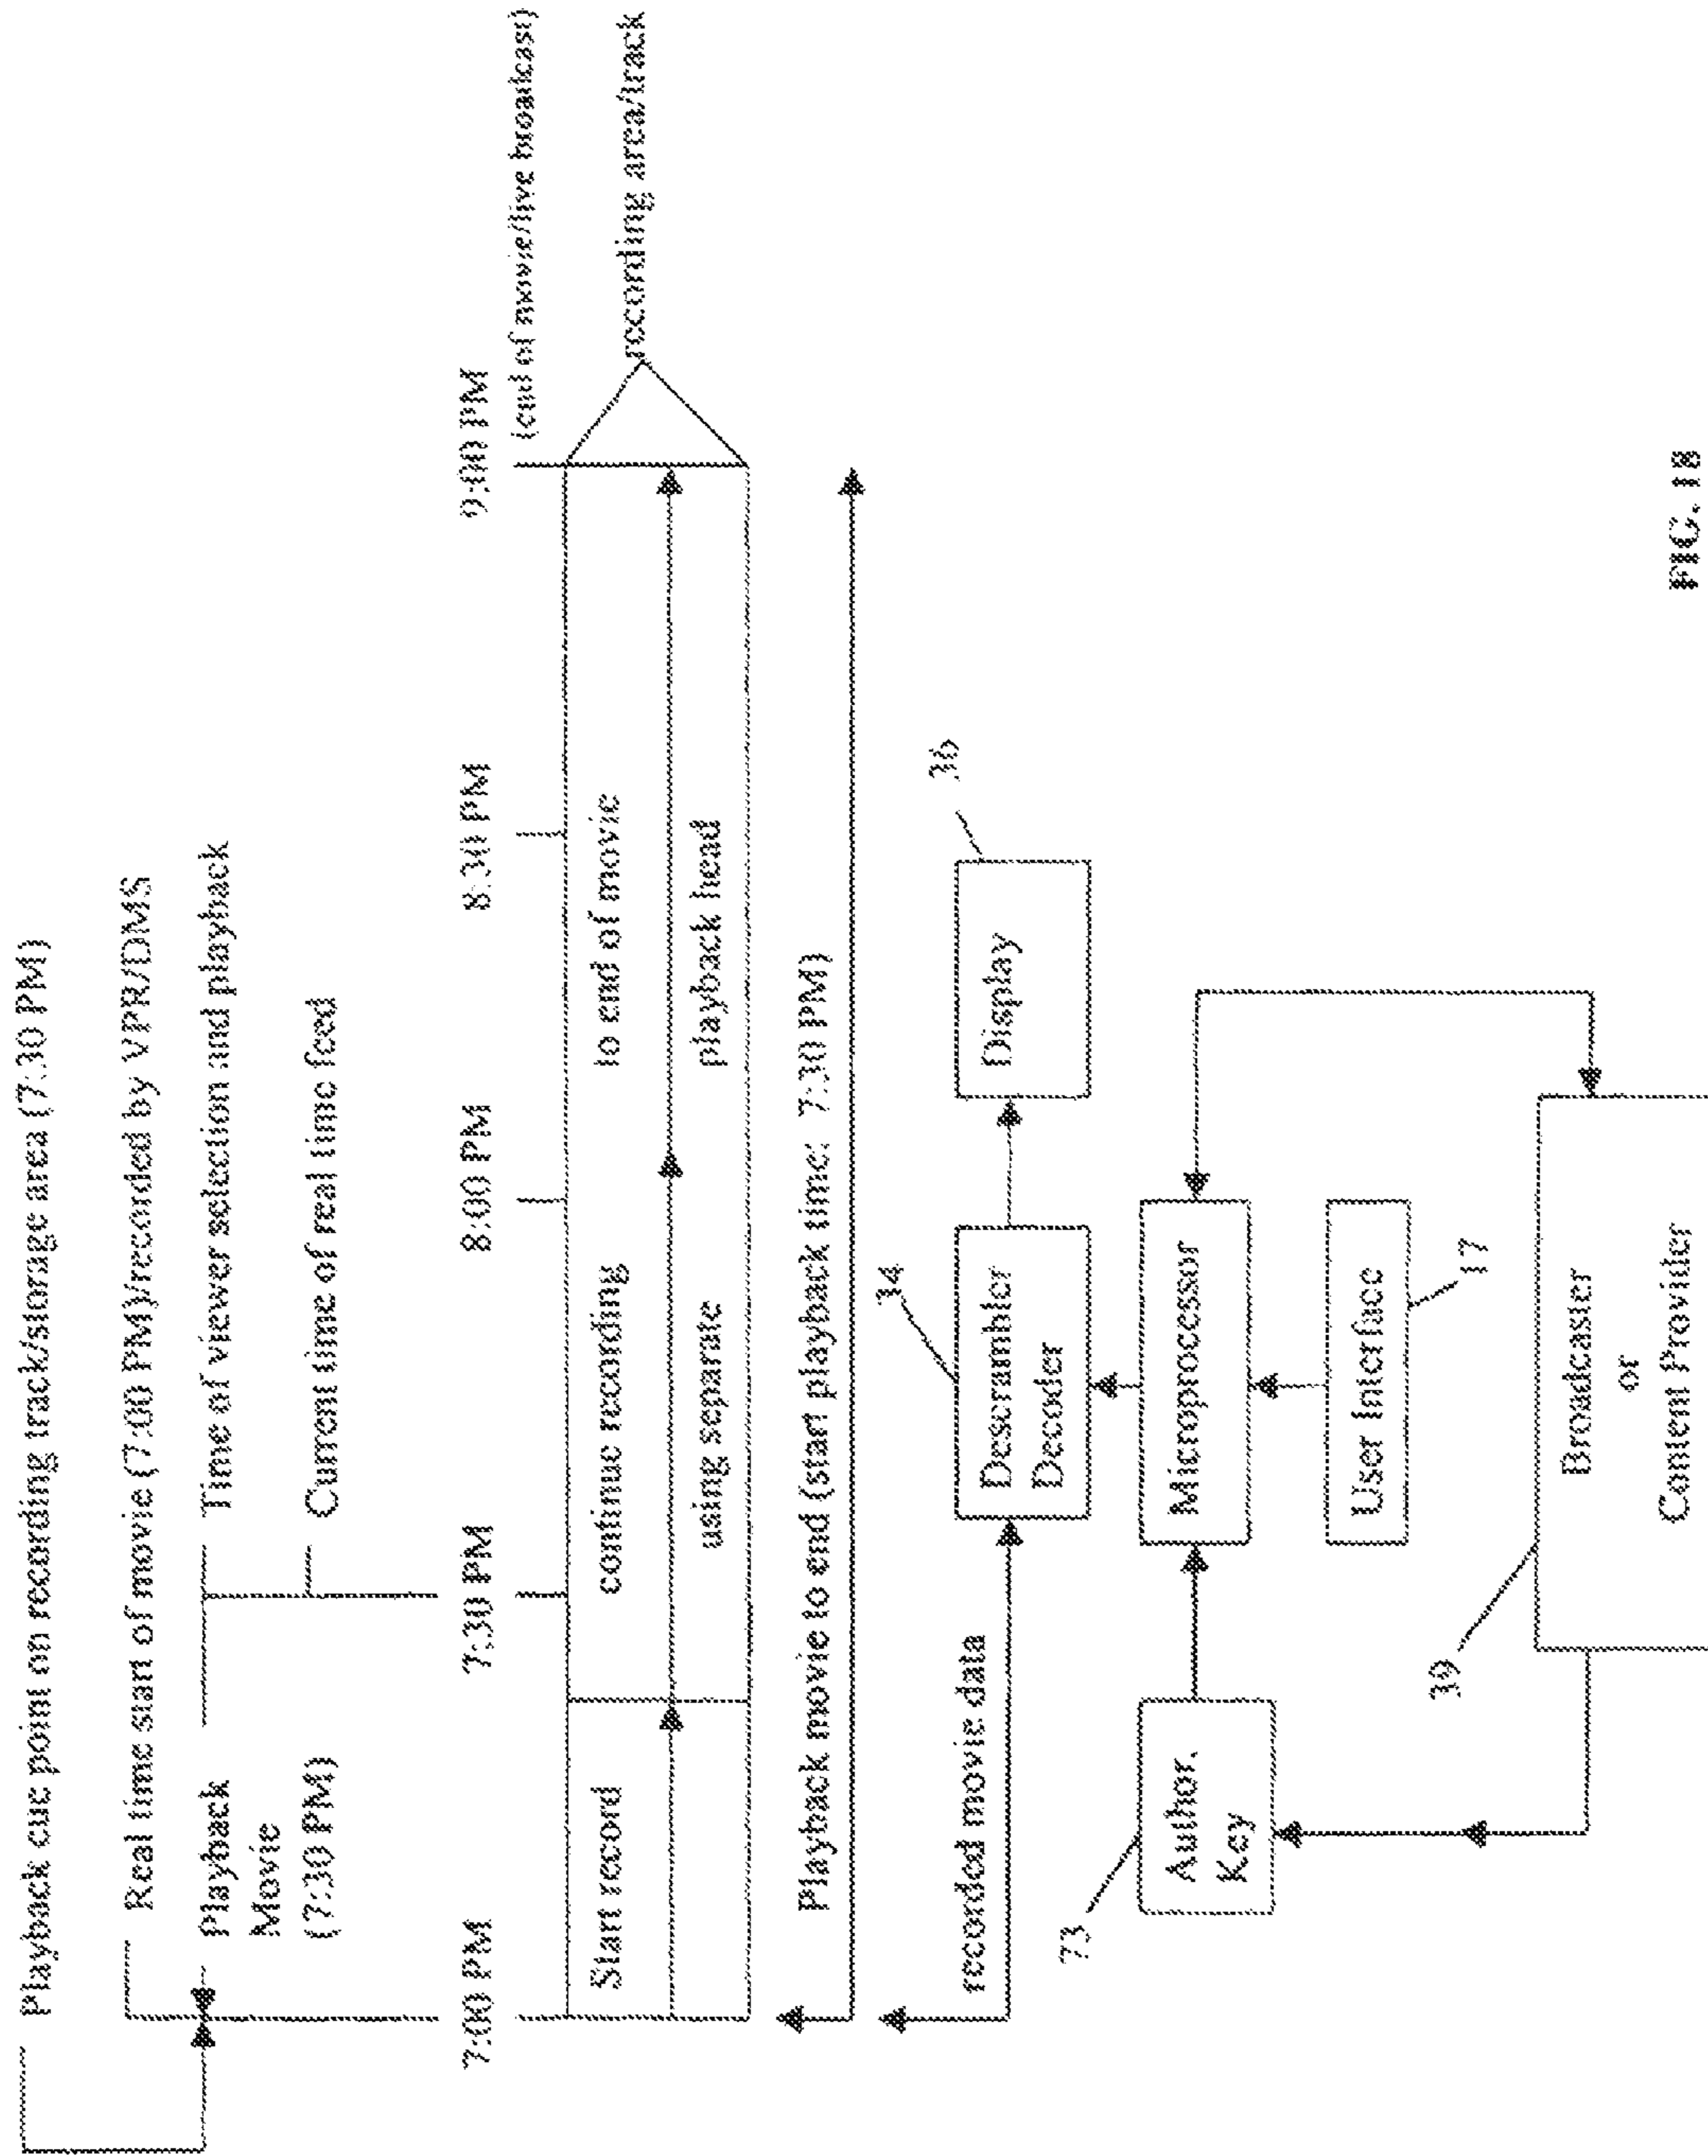 Playback cue point on recording track/storage area (7:30 PM)
Real time start of movie (7:00 PM)/recorded by VPR/DMS
Playback
Movie
(7:30 PM)
Time of viewer selection and playback
Current time of real time feed
7:00 PM
7:30 PM
8:00 PM
8:30 PM
9:00 PM
(end of movie/live broadcast)
Start record
continue recording
to end of movie
using separate
playback head
recording area/track
Playback movie to end (start playback time: 7:30 PM)
recorded movie data
34
Descrambler
Decoder
36
Display
73
Author.
Key
Microprocessor
User Interface
17
39
Broadcaster
or
Content Provider
FIG. 18